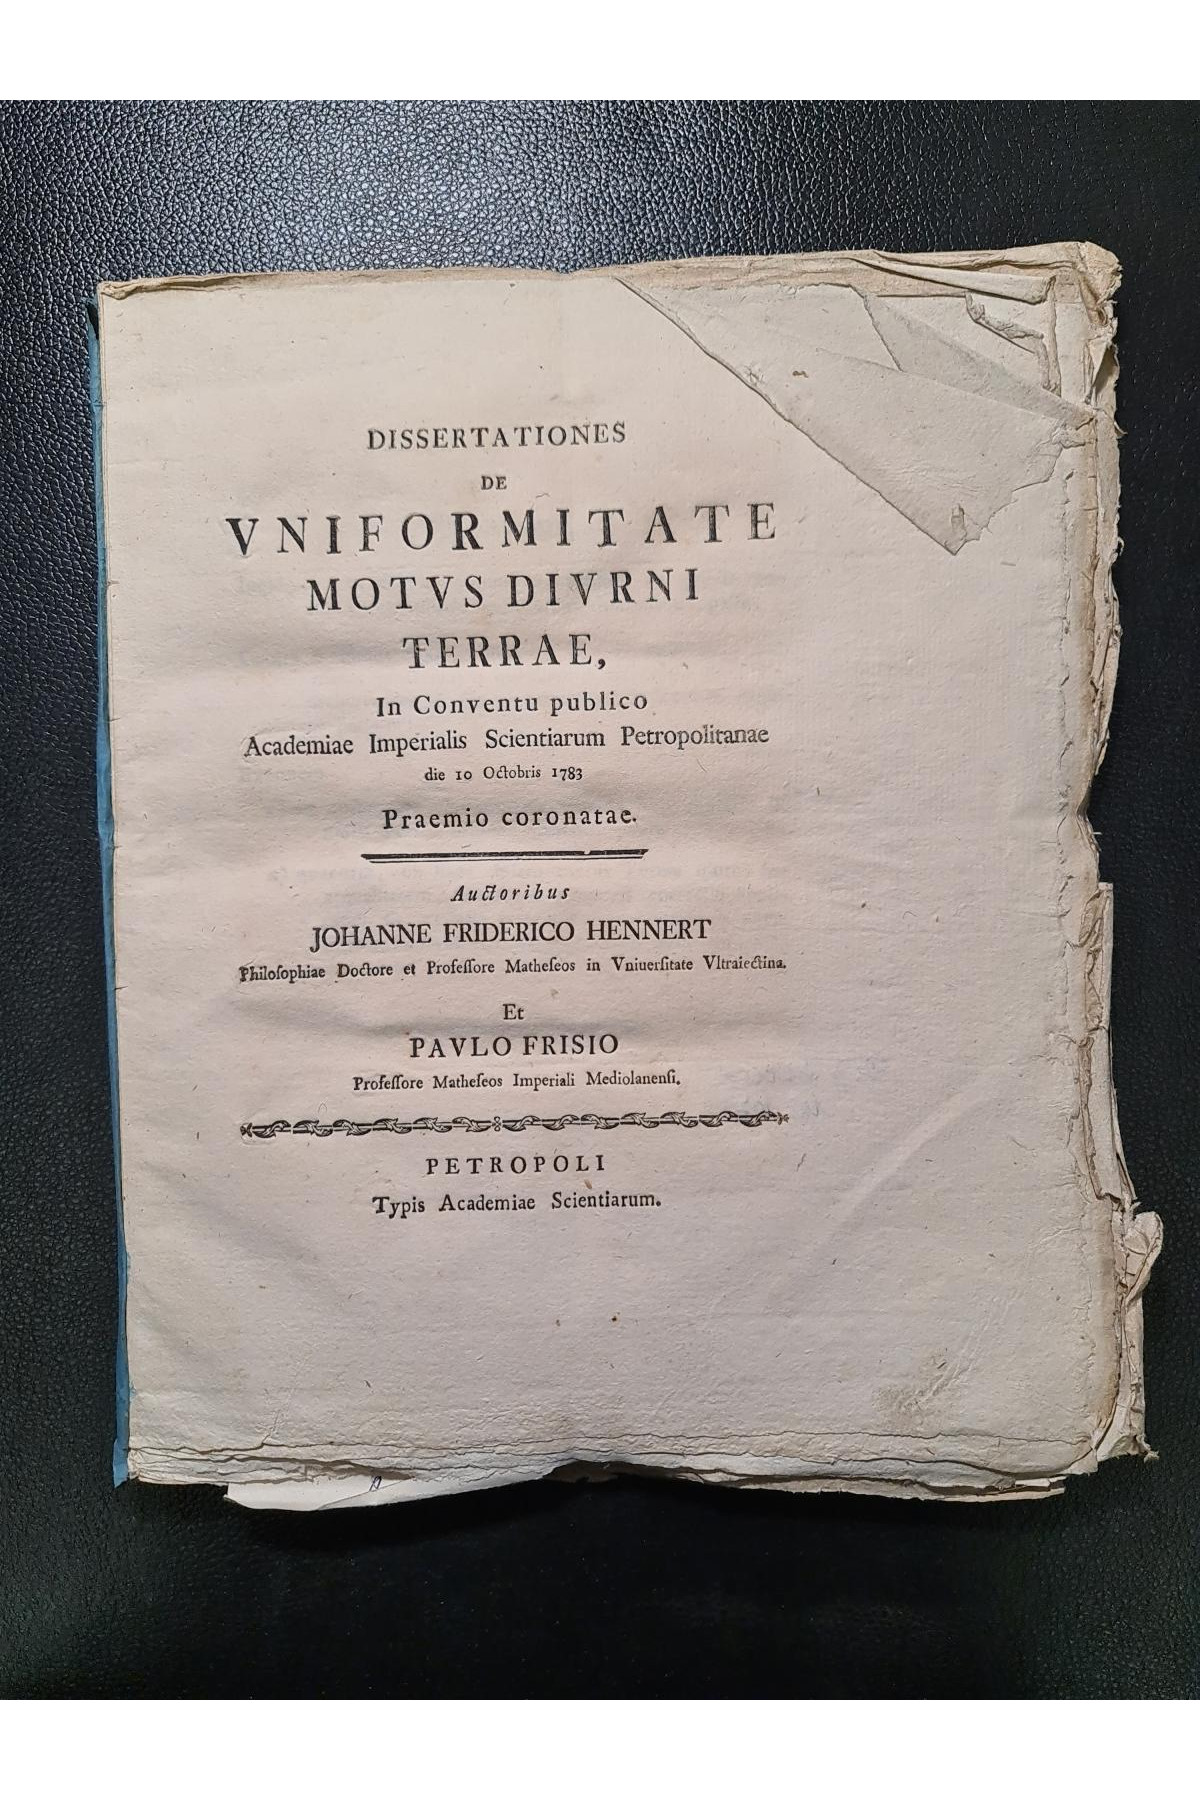 DISSERTATIONES
DE
VNIFORMITATE
MOTVS DIVRNI
TERRAE,
In Conventu publico
Academiae Imperialis Scientiarum Petropolitanae
die 10 Octobris 1783
Praemio coronatae.
Auctoribus
JOHANNE FRIDERICO HENNERT
Philoſophiae Doctore et Profeſſore Matheſeos in Vniuerſitate Vltraiectina.
Et
PAVLO FRISIO
Profeſſore Matheſeos Imperiali Mediolanenſi.
PETROPOLI
Typis Academiae Scientiarum.